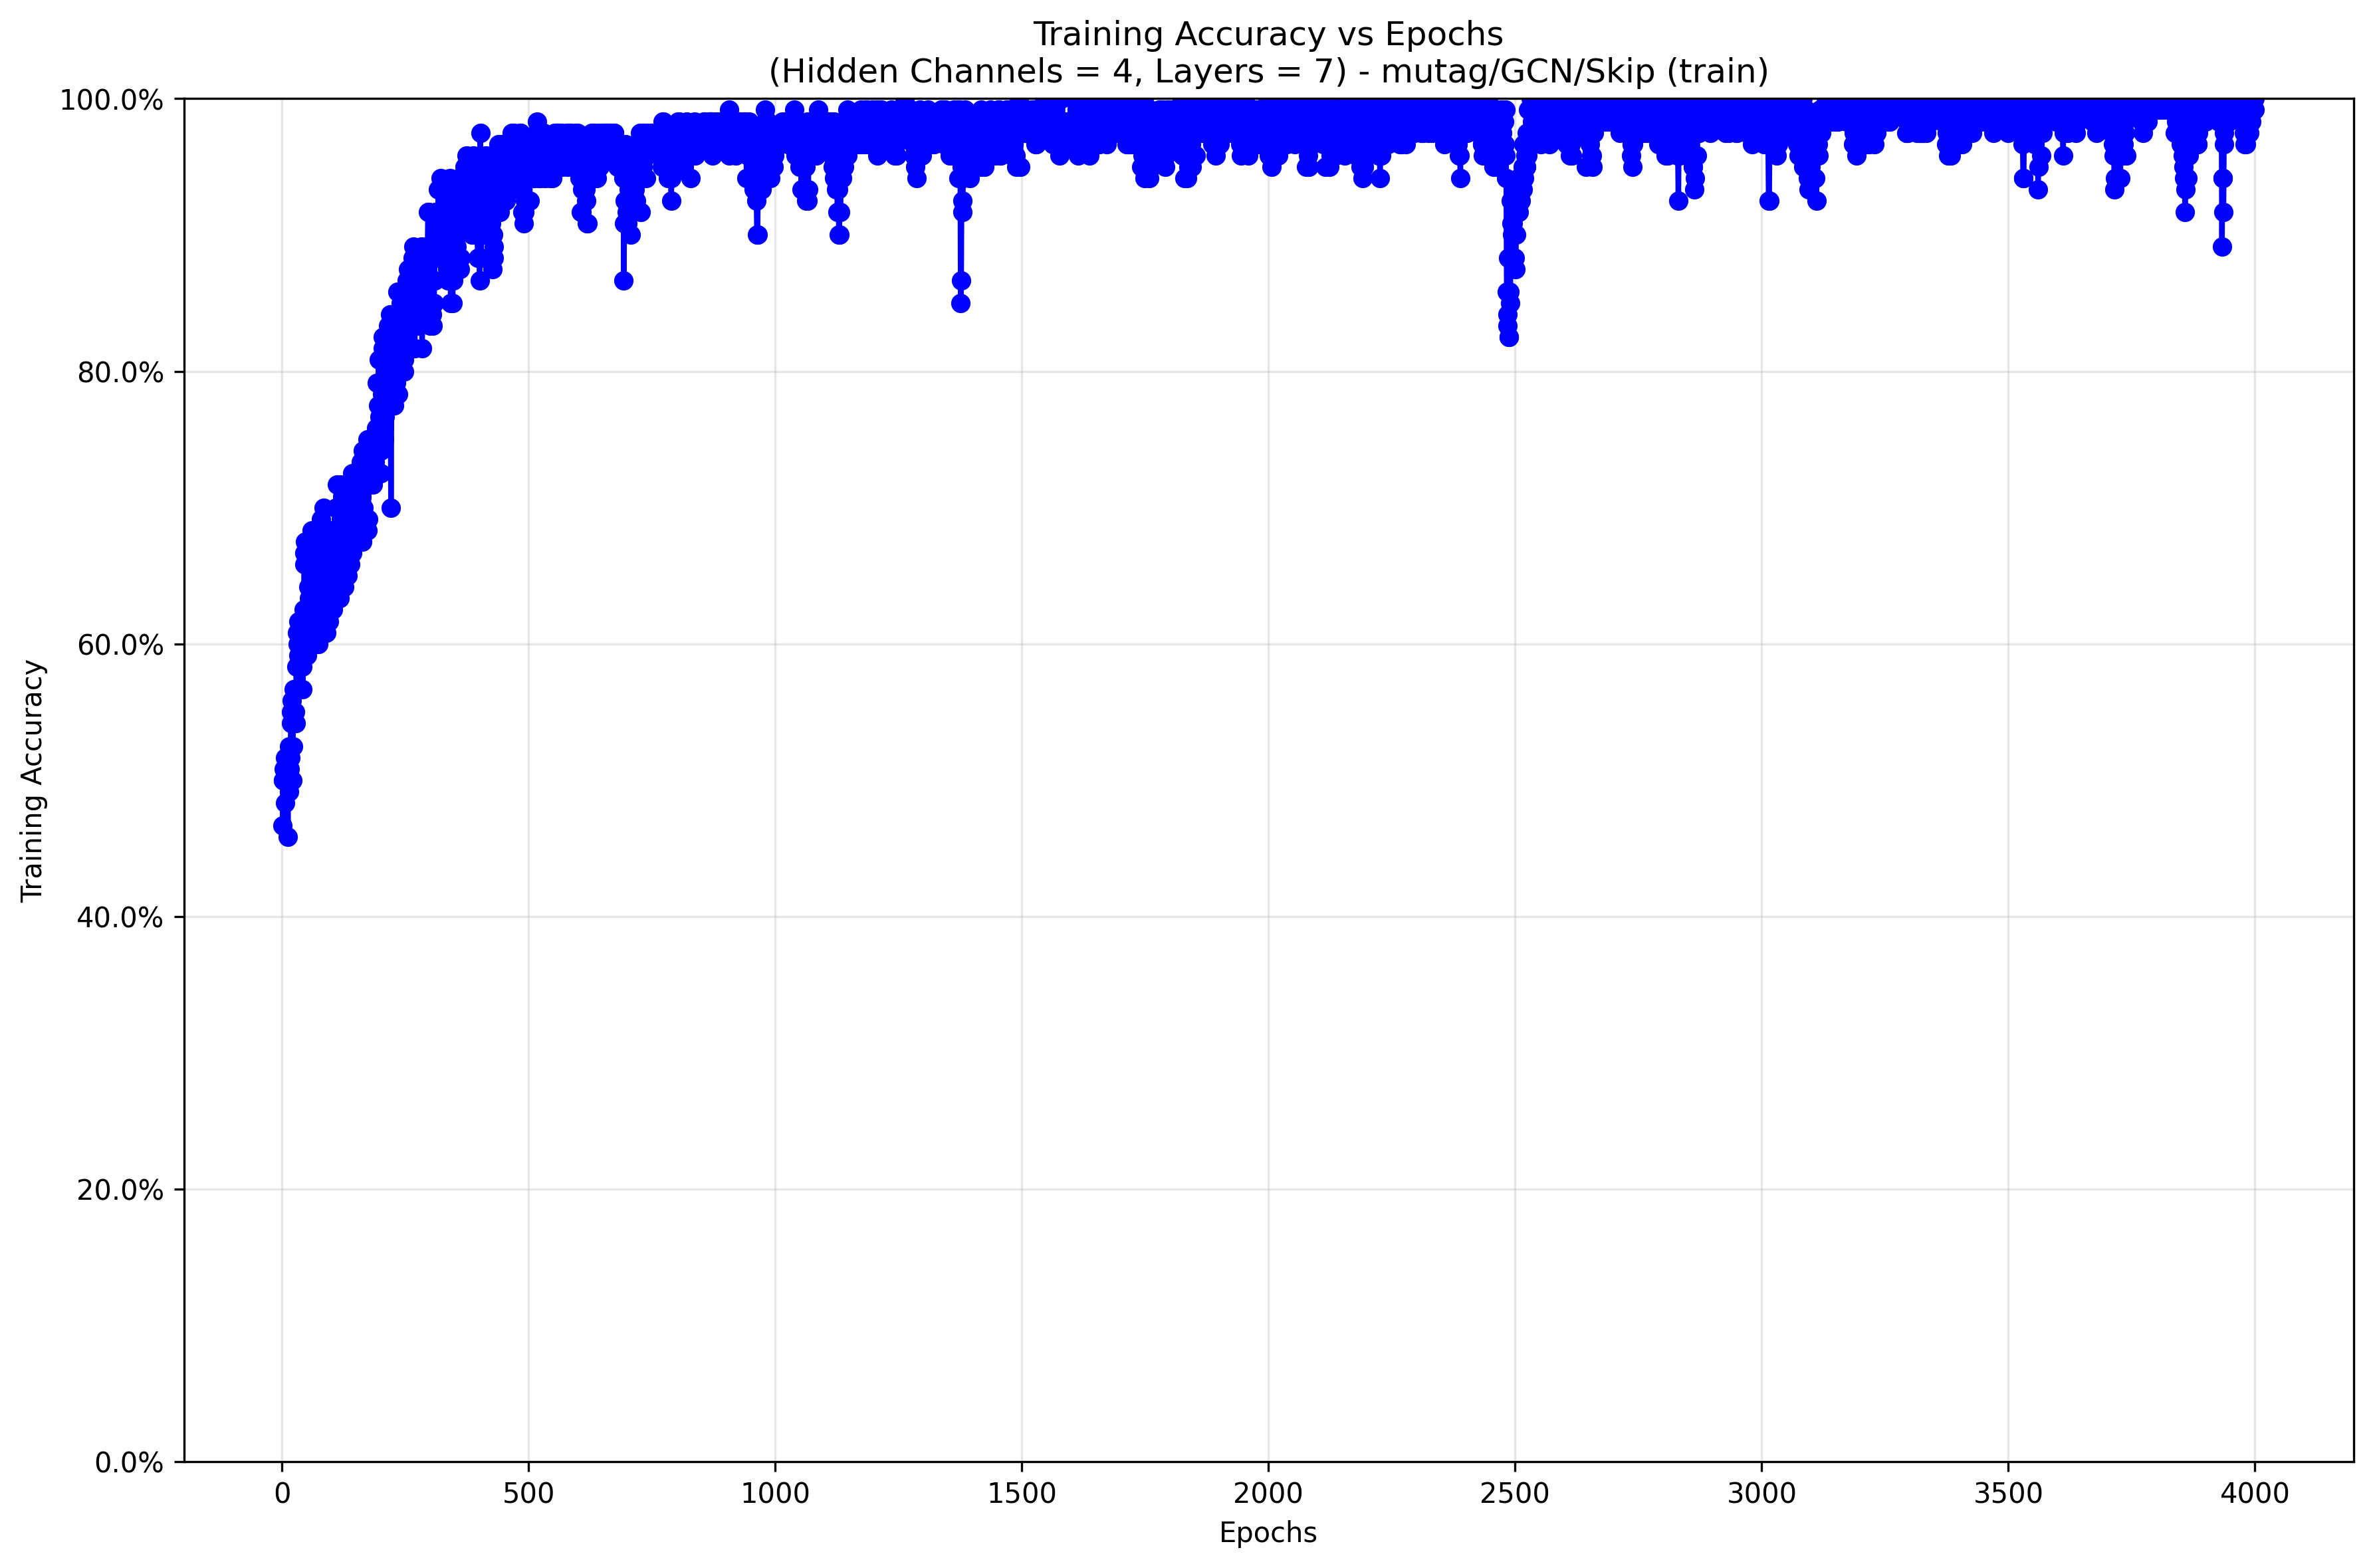 Training Accuracy vs Epochs
(Hidden Channels = 4, Layers = 7) - mutag/GCN/Skip (train)
100.0%
80.0%
60.0%
40.0%
20.0%
0.0%
Training Accuracy
0 500 1000 1500 2000 2500 3000 3500 4000
Epochs